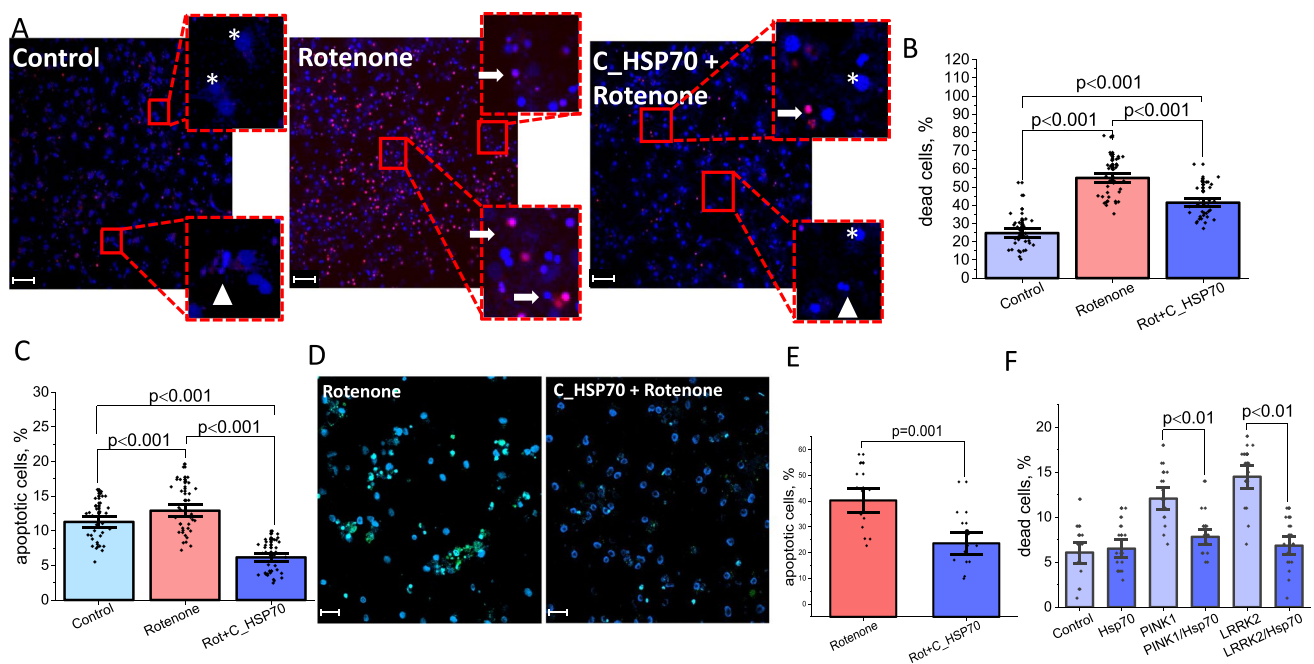 A
Control
*
*
Rotenone
C_HSP70 +
Rotenone
*
*
B
dead cells, %
120
110
100
90
80
70
60
50
40
30
20
10
0
p<0.001
p<0.001
p<0.001
Control
Rotenone
Rot+C_HSP70
C
apoptotic cells, %
30
25
20
15
10
5
0
p<0.001
p<0.001
p<0.001
Control
Rotenone
Rot+C_HSP70
D
Rotenone
C_HSP70 + Rotenone
E
apoptotic cells, %
60
50
40
30
20
10
0
p=0.001
Rotenone
Rot+C_HSP70
F
dead cells, %
20
15
10
5
0
p<0.01
p<0.01
Control
Hsp70
PINK1
PINK1/Hsp70
LRRK2
LRRK2/Hsp70